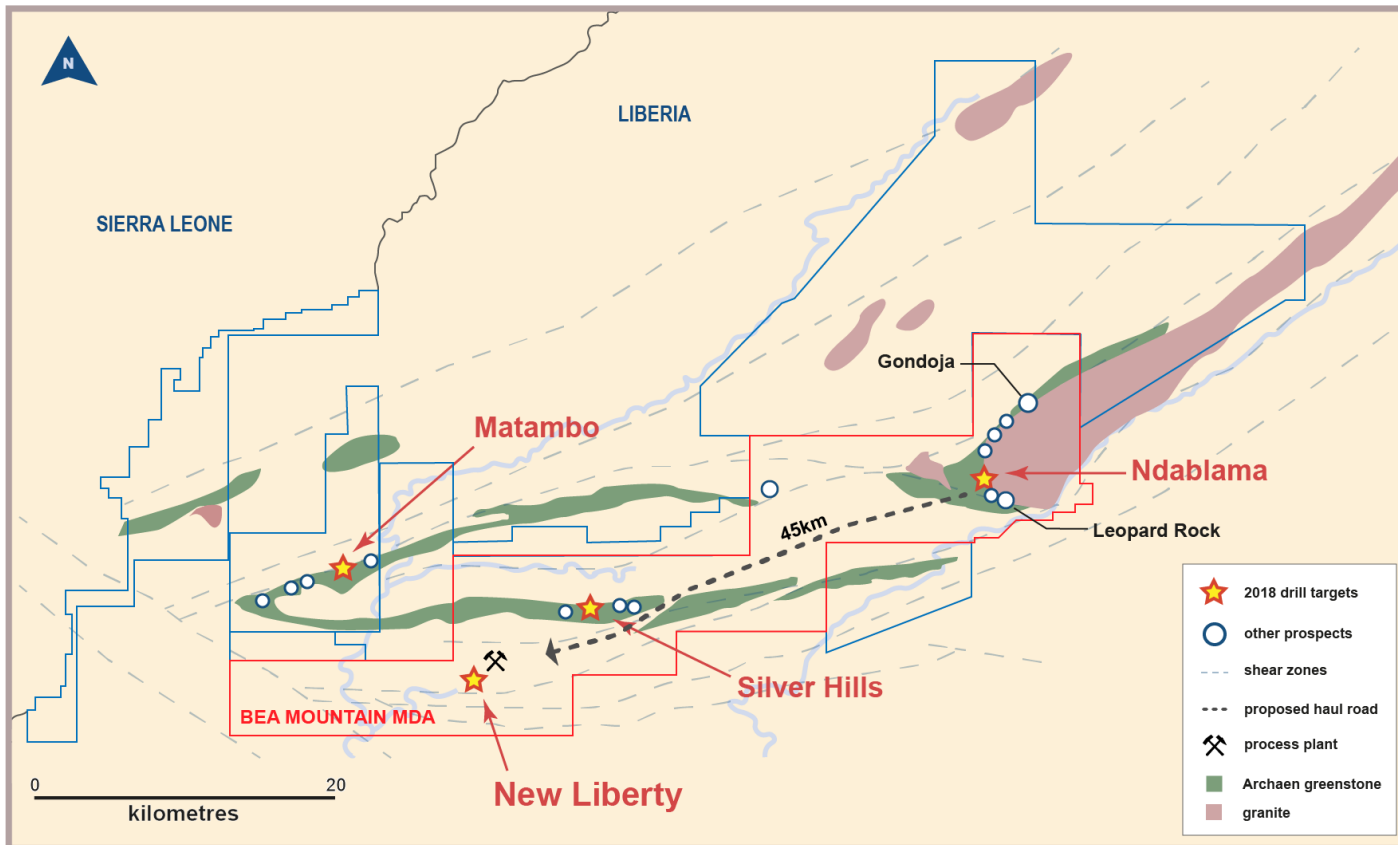 N
LIBERIA
SIERRA LEONE
Gondoja
Matambo
Ndablama
45km
Leopard Rock
Silver Hills
BEA MOUNTAIN MDA
New Liberty
0 20
kilometres
2018 drill targets
other prospects
shear zones
proposed haul road
process plant
Archaen greenstone
granite